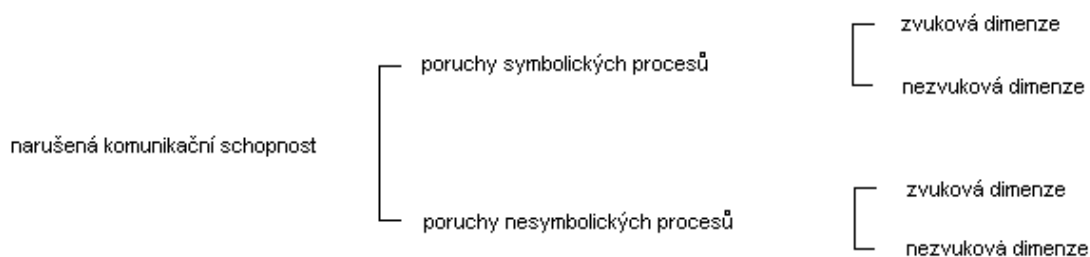 zvuková dimenze
poruchy symbolických procesů
nezvuková dimenze
narušená komunikační schopnost
zvuková dimenze
poruchy nesymbolických procesů
nezvuková dimenze